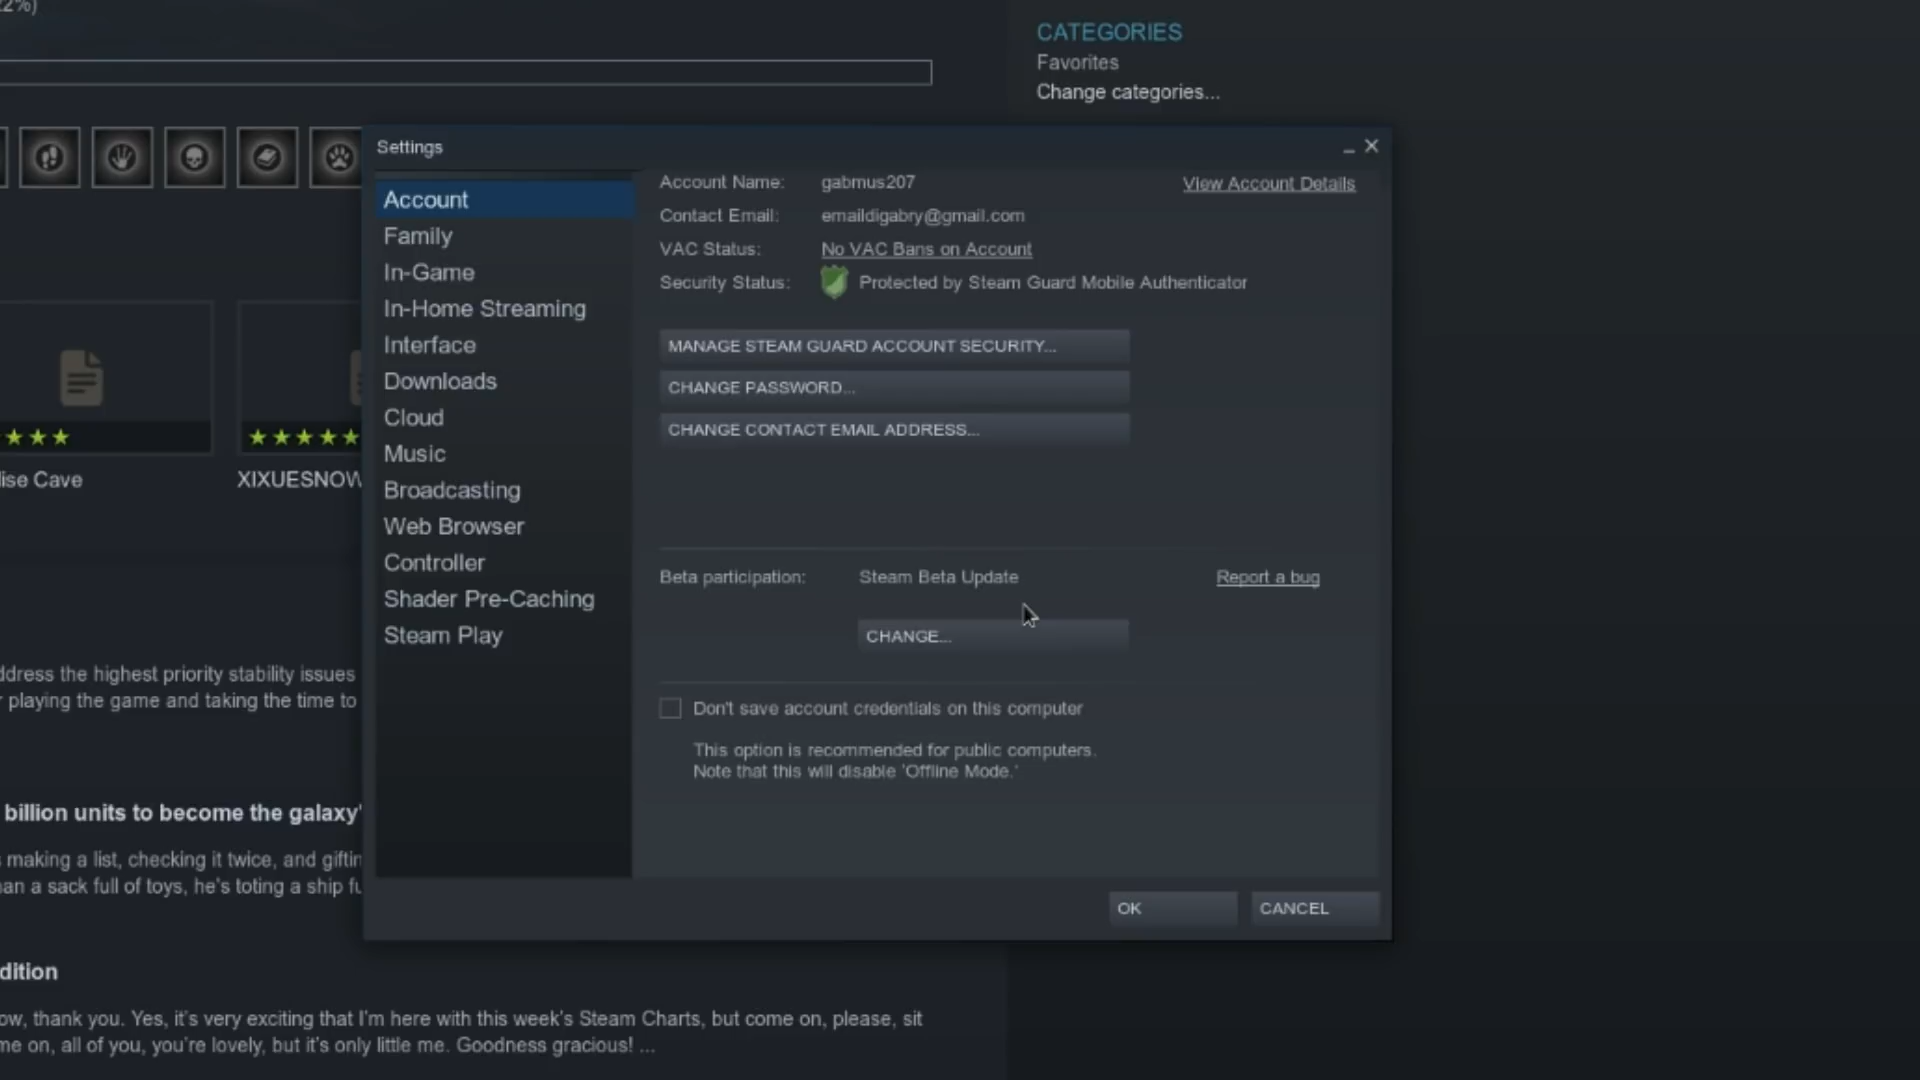 22%)
CATEGORIES
Favorites
Change categories...
Settings
Account
Family
In-Game
In-Home Streaming
Interface
Downloads
Cloud
Music
Broadcasting
Web Browser
Controller
Shader Pre-Caching
Steam Play
Account Name: gabmus207 View Account Details
Contact Email: emaildigabry@gmail.com
VAC Status: No VAC Bans on Account
Security Status: Protected by Steam Guard Mobile Authenticator
MANAGE STEAM GUARD ACCOUNT SECURITY...
CHANGE PASSWORD...
CHANGE CONTACT EMAIL ADDRESS...
Beta participation: Steam Beta Update Report a bug
CHANGE...
Don't save account credentials on this computer
This option is recommended for public computers.
Note that this will disable 'Offline Mode.'
OK CANCEL
ise Cave XIXUESNOW
ddress the highest priority stability issues
r playing the game and taking the time to
billion units to become the galaxy'
making a list, checking it twice, and giftin
an a sack full of toys, he's toting a ship fu
dition
ow, thank you. Yes, it's very exciting that I'm here with this week's Steam Charts, but come on, please, sit
me on, all of you, you're lovely, but it's only little me. Goodness gracious! ...